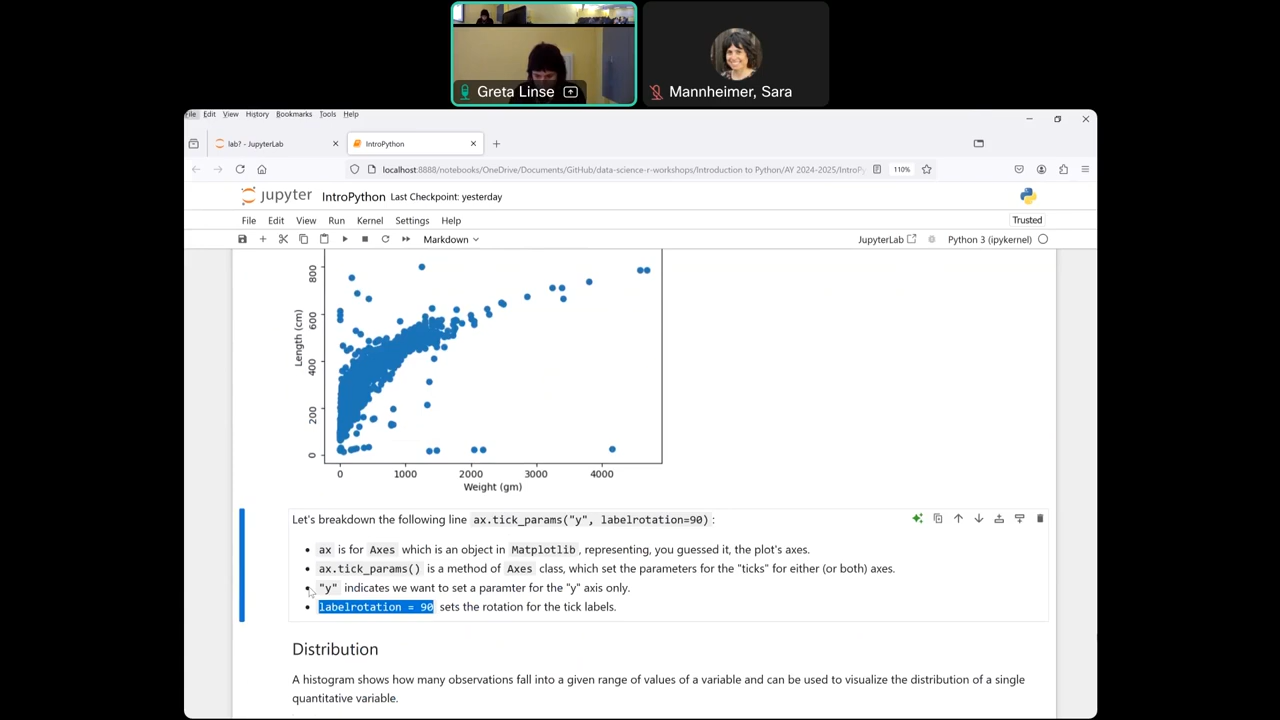 Greta Linse
Mannheimer, Sara
File Edit View History Bookmarks Tools Help
lab? - JupyterLab
IntroPython
localhost:8888/notebooks/OneDrive/Documents/GitHub/data-science-r-workshops/Introduction to Python/AY 2024-2025/IntroP
110%
jupyter IntroPython Last Checkpoint: yesterday
File Edit View Run Kernel Settings Help
Trusted
Markdown
JupyterLab
Python 3 (ipykernel)
800
600
400
200
0
Length (cm)
0 1000 2000 3000 4000
Weight (gm)
Let's breakdown the following line ax.tick_params("y", labelrotation=90) :
• ax is for Axes which is an object in Matplotlib , representing, you guessed it, the plot's axes.
• ax.tick_params() is a method of Axes class, which set the parameters for the "ticks" for either (or both) axes.
• "y" indicates we want to set a paramter for the "y" axis only.
• labelrotation = 90 sets the rotation for the tick labels.
Distribution
A histogram shows how many observations fall into a given range of values of a variable and can be used to visualize the distribution of a single
quantitative variable.